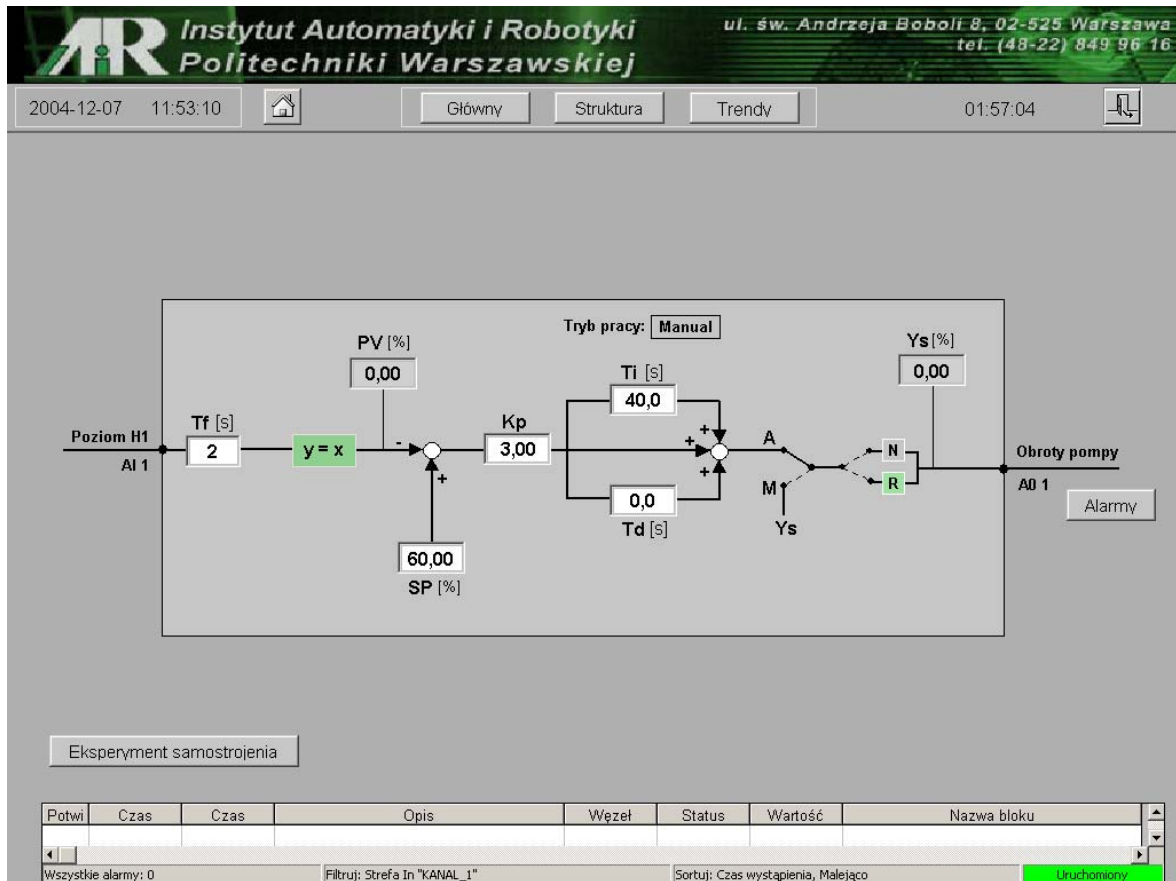 AiR Instytut Automatyki i Robotyki
Politechniki Warszawskiej
ul. św. Andrzeja Boboli 8, 02-525 Warszawa
tel. (48-22) 849 96 16
2004-12-07 11:53:10 Główny Struktura Trendy 01:57:04
Tryb pracy: Manual
PV [%]
0,00
Ys [%]
0,00
Ti [s]
40,0
Tf [s]
2
Poziom H1
AI 1
y = x
-
+
Kp
3,00
+
+
+
0,0
Td [s]
A
M
Ys
N
R
Obroty pompy
A0 1
Alarmy
60,00
SP [%]
Eksperyment samostrojenia
Potwi Czas Czas Opis Węzeł Status Wartość Nazwa bloku
Wszystkie alarmy: 0 Filtruj: Strefa In "KANAL_1" Sortuj: Czas wystąpienia, Malejąco Uruchomiony